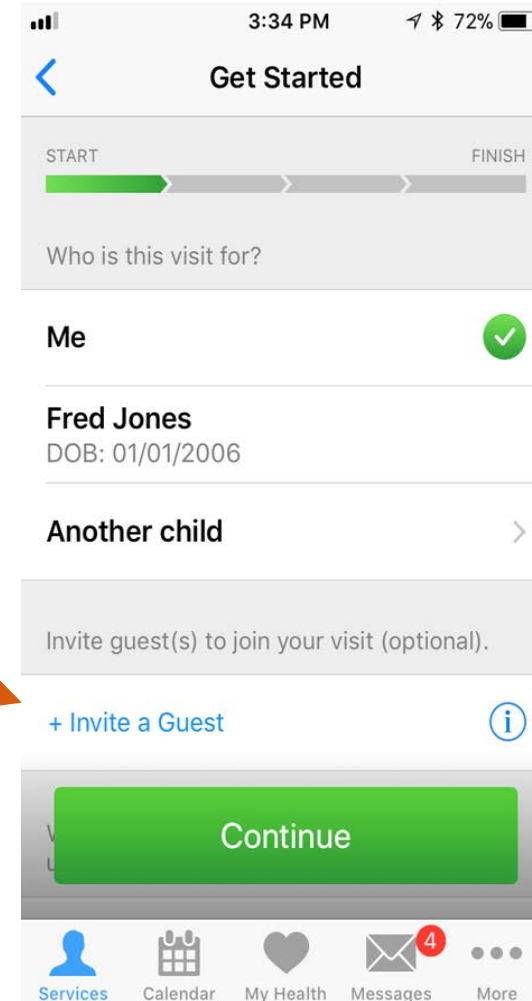 3:34 PM
72%
Get Started
START
FINISH
Who is this visit for?
Me
Fred Jones
DOB: 01/01/2006
Another child
Invite guest(s) to join your visit (optional).
+ Invite a Guest
i
Continue
4
Services
Calendar
My Health
Messages
More